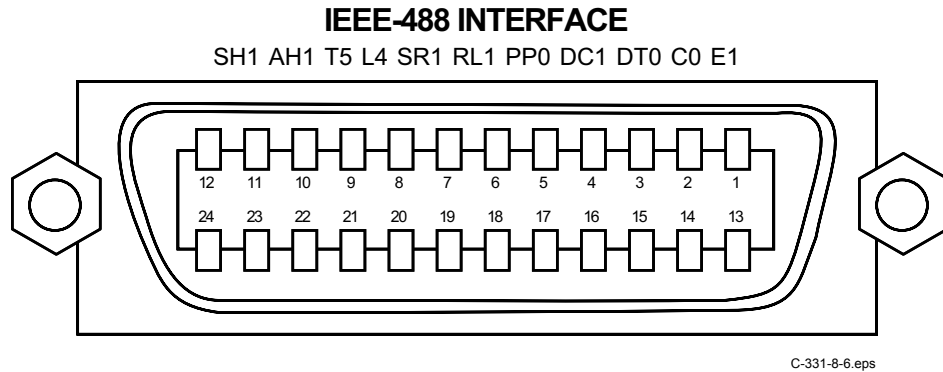 IEEE-488 INTERFACE
SH1 AH1 T5 L4 SR1 RL1 PP0 DC1 DT0 C0 E1
12 11 10 9 8 7 6 5 4 3 2 1
24 23 22 21 20 19 18 17 16 15 14 13
C-331-8-6.eps